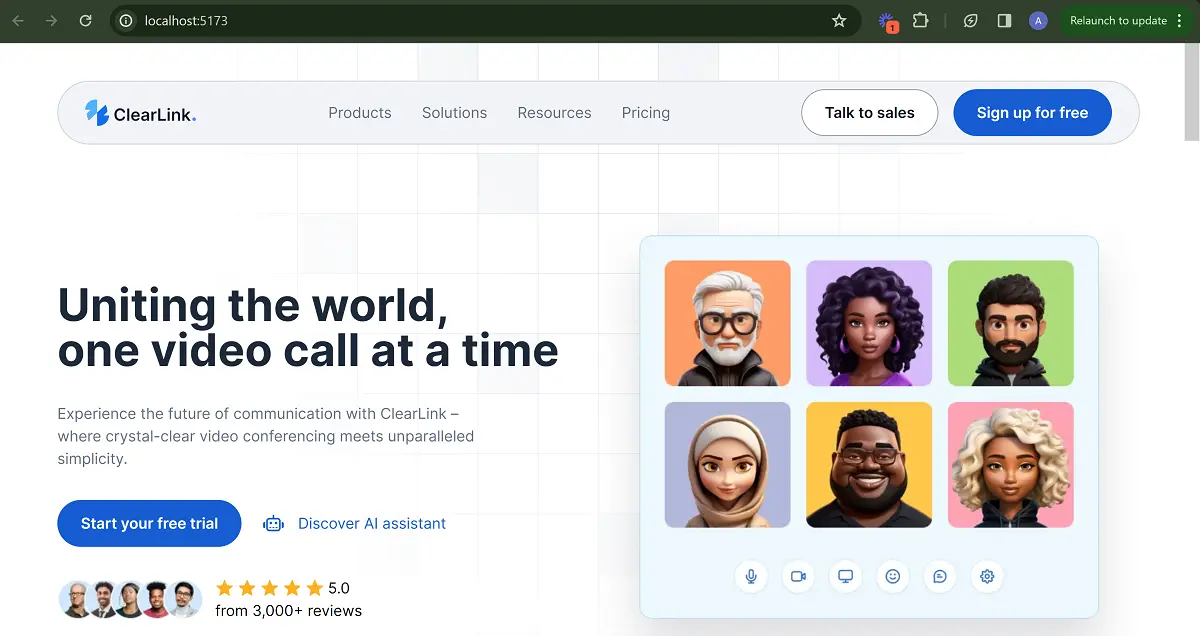 localhost:5173
1
A
Relaunch to update
ClearLink.
Products
Solutions
Resources
Pricing
Talk to sales
Sign up for free
Uniting the world,
one video call at a time
Experience the future of communication with ClearLink –
where crystal-clear video conferencing meets unparalleled
simplicity.
Start your free trial
Discover AI assistant
5.0
from 3,000+ reviews